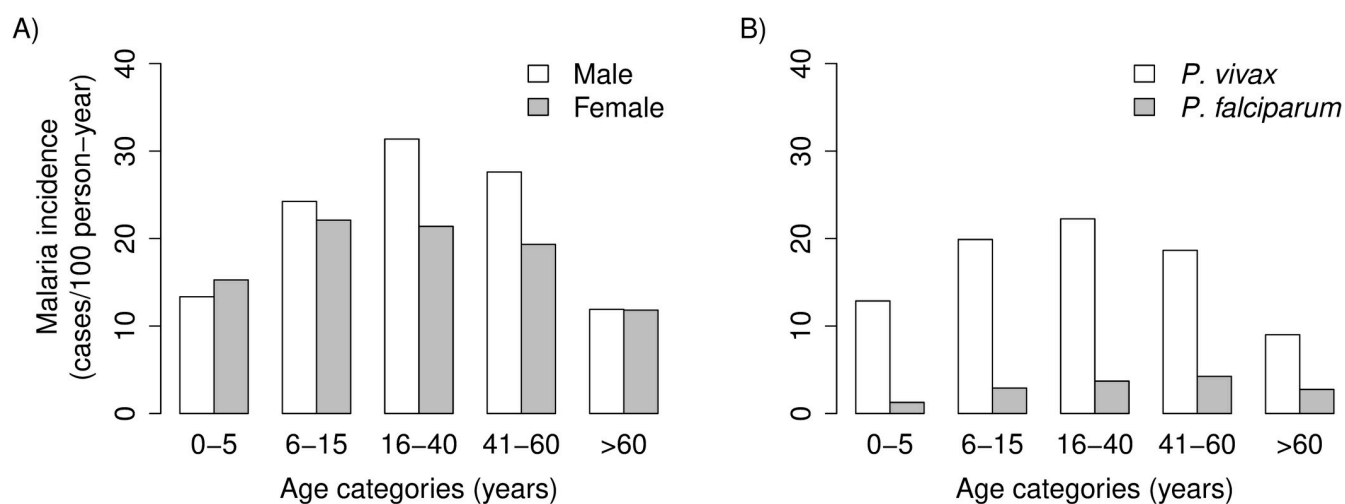 A)
Malaria incidence
(cases/100 person−year)
40
30
20
10
0
Male
Female
0−5 6−15 16−40 41−60 >60
Age categories (years)
B)
40
30
20
10
0
P. vivax
P. falciparum
0−5 6−15 16−40 41−60 >60
Age categories (years)